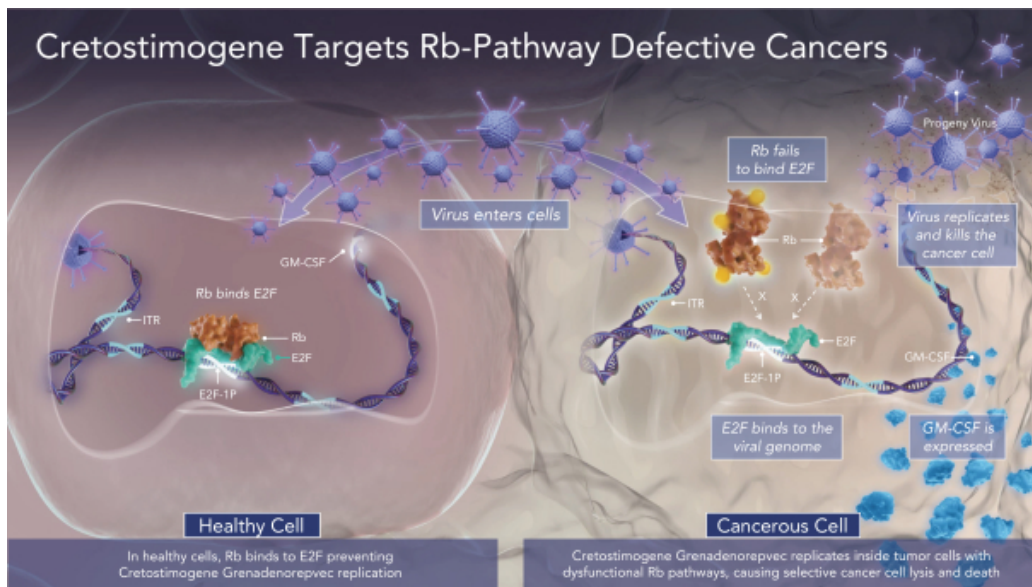 Cretostimogene Targets Rb-Pathway Defective Cancers
Progeny Virus
Rb fails
to bind E2F
Virus enters cells
Virus replicates
and kills the
cancer cell
GM-CSF
Rb binds E2F
ITR
Rb
E2F
E2F-1P
Rb
X
X
ITR
E2F
E2F-1P
GM-CSF
E2F binds to the
viral genome
GM-CSF is
expressed
Healthy Cell
In healthy cells, Rb binds to E2F preventing
Cretostimogene Grenadenorepvec replication
Cancerous Cell
Cretostimogene Grenadenorepvec replicates inside tumor cells with
dysfunctional Rb pathways, causing selective cancer cell lysis and death